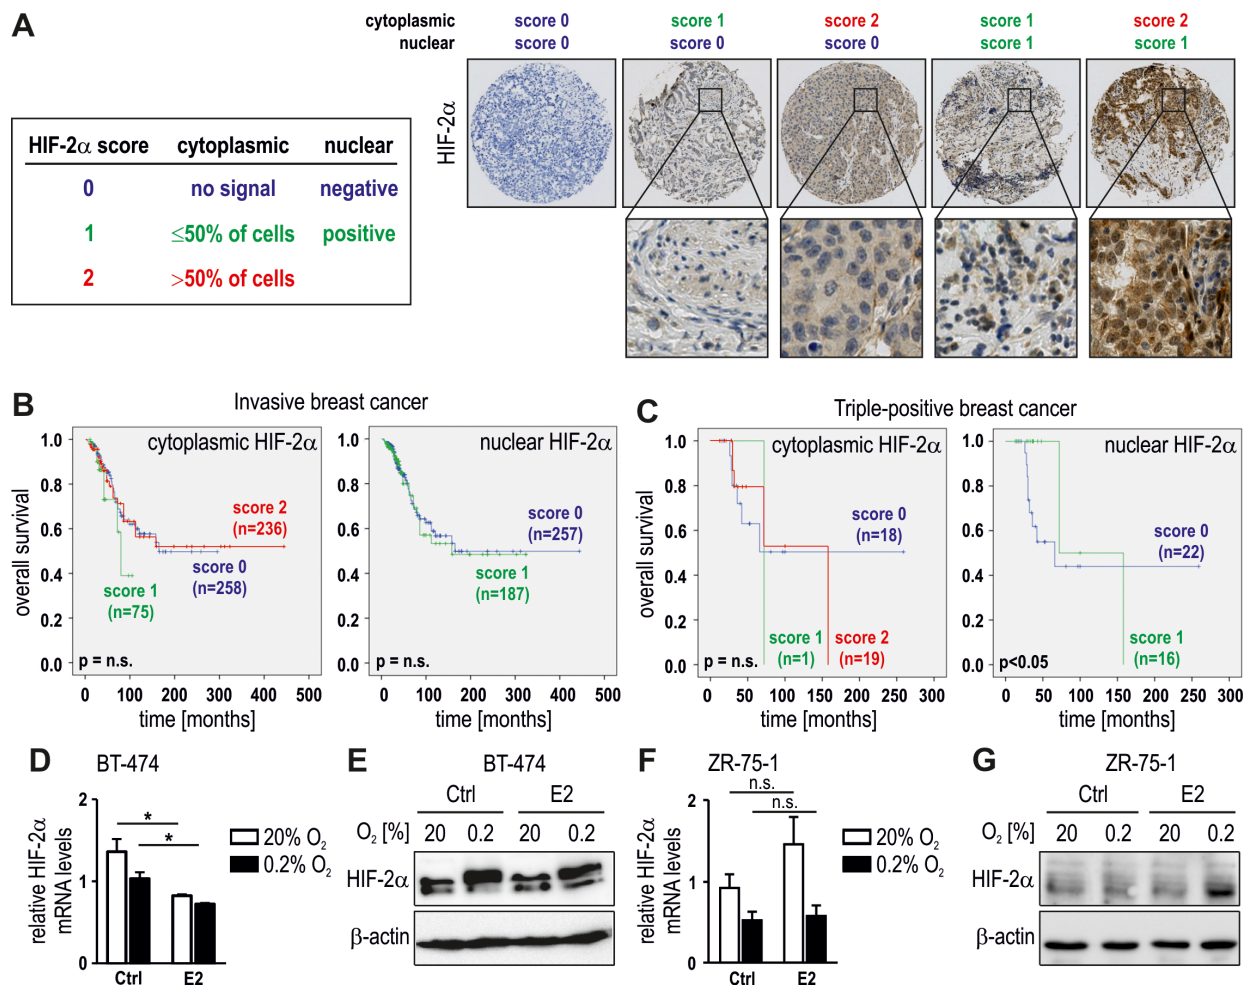 A
cytoplasmic score 0 score 1 score 2 score 1 score 2
nuclear score 0 score 0 score 0 score 1 score 1
HIF-2α
HIF-2α score cytoplasmic nuclear
0 no signal negative
1 ≤50% of cells positive
2 >50% of cells
B
Invasive breast cancer
cytoplasmic HIF-2α
overall survival
1.0
0.8
0.6
0.4
0.2
0.0
score 2
(n=236)
score 0
(n=258)
score 1
(n=75)
p = n.s.
0 100 200 300 400 500
time [months]
nuclear HIF-2α
1.0
0.8
0.6
0.4
0.2
0.0
score 0
(n=257)
score 1
(n=187)
p = n.s.
0 100 200 300 400 500
time [months]
C
Triple-positive breast cancer
cytoplasmic HIF-2α
overall survival
1.0
0.8
0.6
0.4
0.2
0.0
score 0
(n=18)
score 1
(n=1)
score 2
(n=19)
p = n.s.
0 50 100 150 200 250 300
time [months]
nuclear HIF-2α
1.0
0.8
0.6
0.4
0.2
0.0
score 0
(n=22)
score 1
(n=16)
p<0.05
0 50 100 150 200 250 300
time [months]
D
BT-474
relative HIF-2α
mRNA levels
2
1
0
*
*
20% O2
0.2% O2
Ctrl E2
E
BT-474
Ctrl E2
O2 [%] 20 0.2 20 0.2
HIF-2α
β-actin
F
ZR-75-1
n.s.
n.s.
relative HIF-2α
mRNA levels
2
1
0
20% O2
0.2% O2
Ctrl E2
G
ZR-75-1
Ctrl E2
O2 [%] 20 0.2 20 0.2
HIF-2α
β-actin